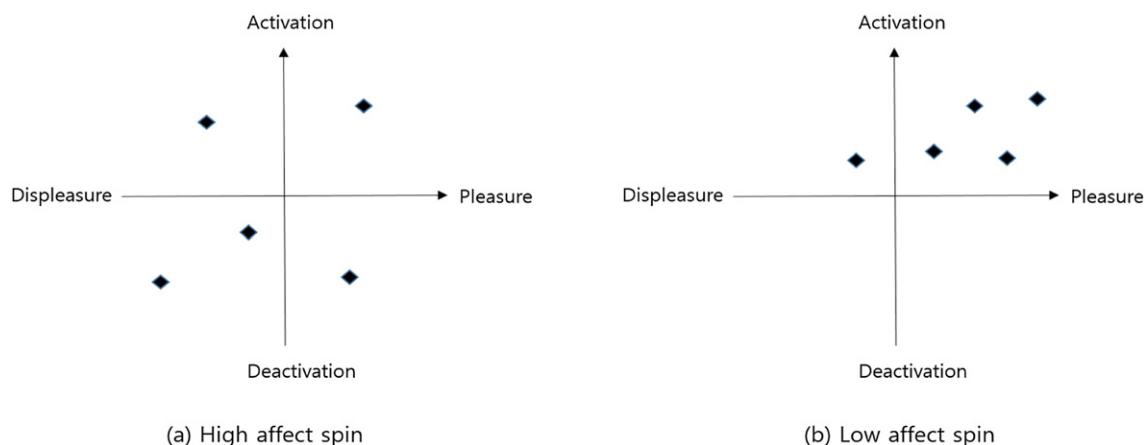 Activation
Displeasure
Pleasure
Deactivation
(a) High affect spin
Activation
Displeasure
Pleasure
Deactivation
(b) Low affect spin